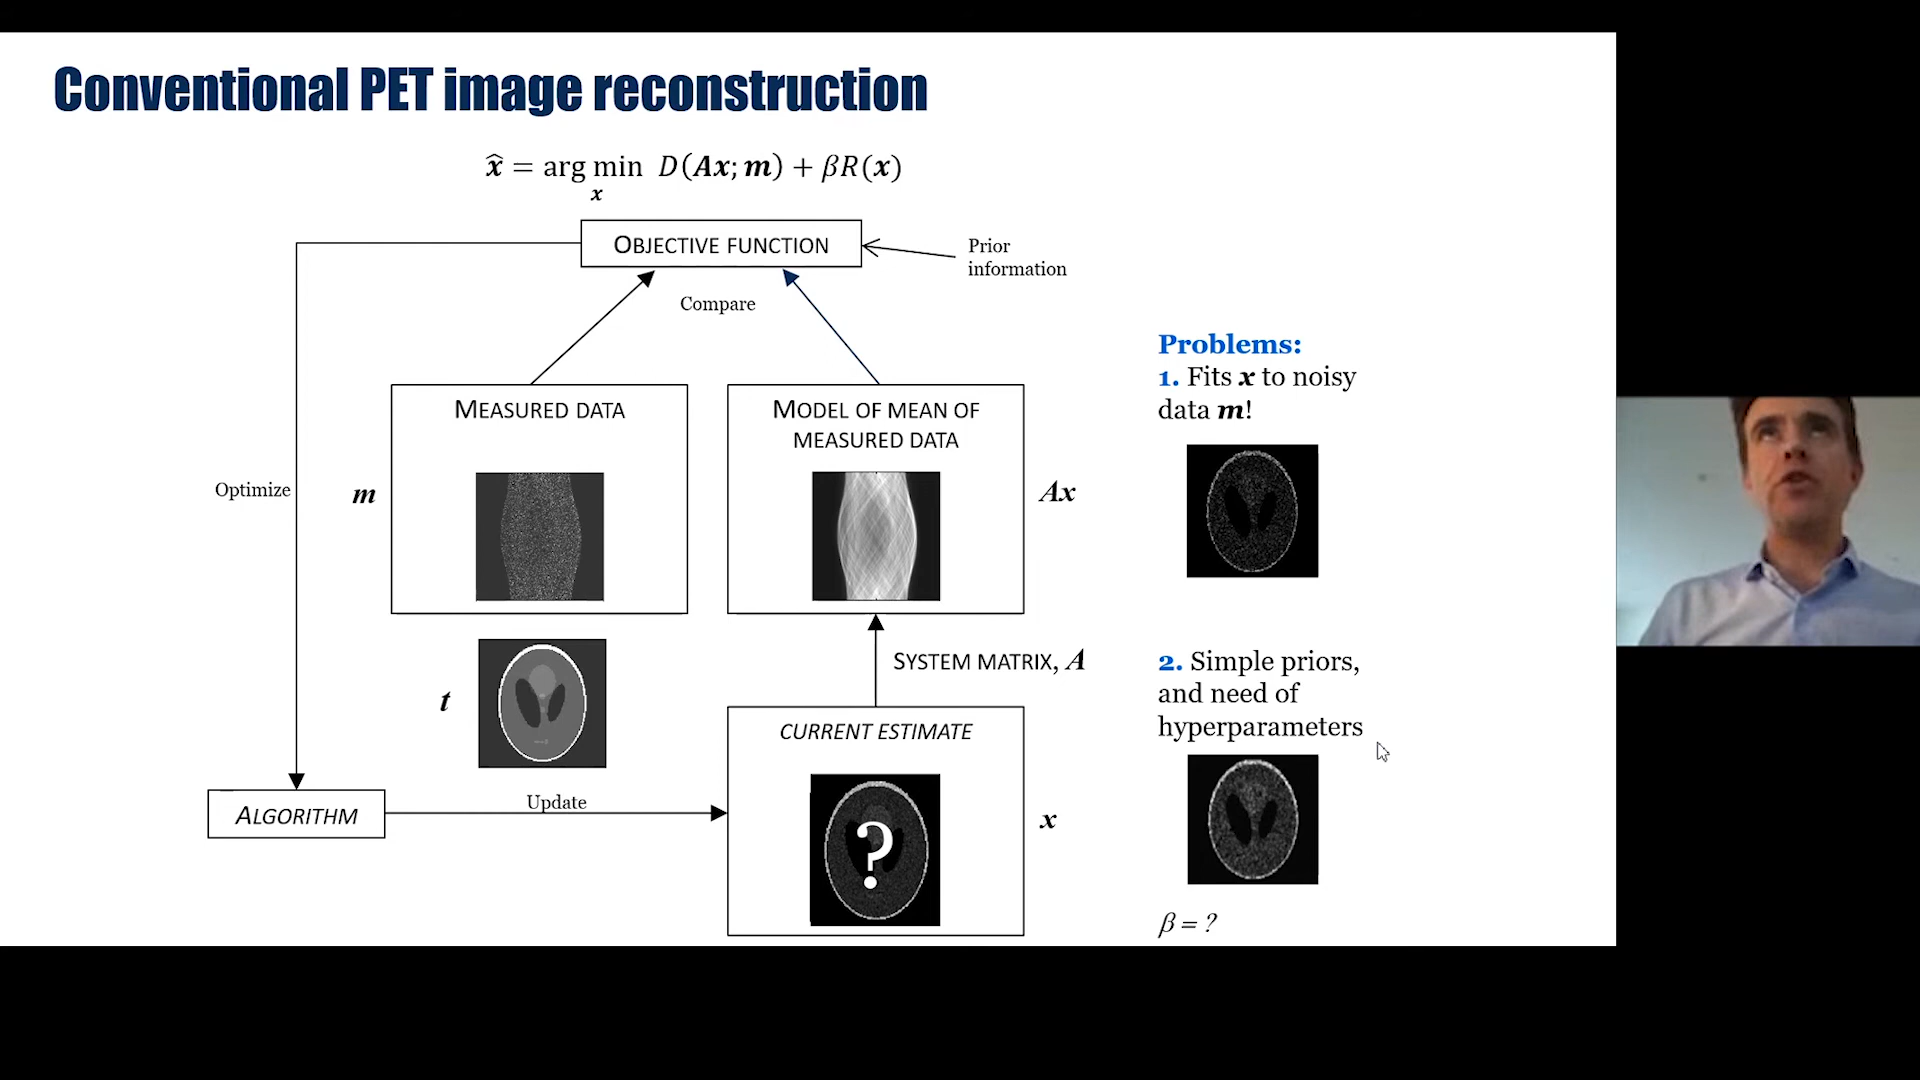 Conventional PET image reconstruction
x̂ = arg min D(Ax; m) + βR(x)
x
OBJECTIVE FUNCTION
Prior
information
Compare
MEASURED DATA
MODEL OF MEAN OF
MEASURED DATA
Optimize
m
Ax
t
SYSTEM MATRIX, A
CURRENT ESTIMATE
?
x
ALGORITHM
Update
Problems:
1. Fits x to noisy
data m!
2. Simple priors,
and need of
hyperparameters
β = ?